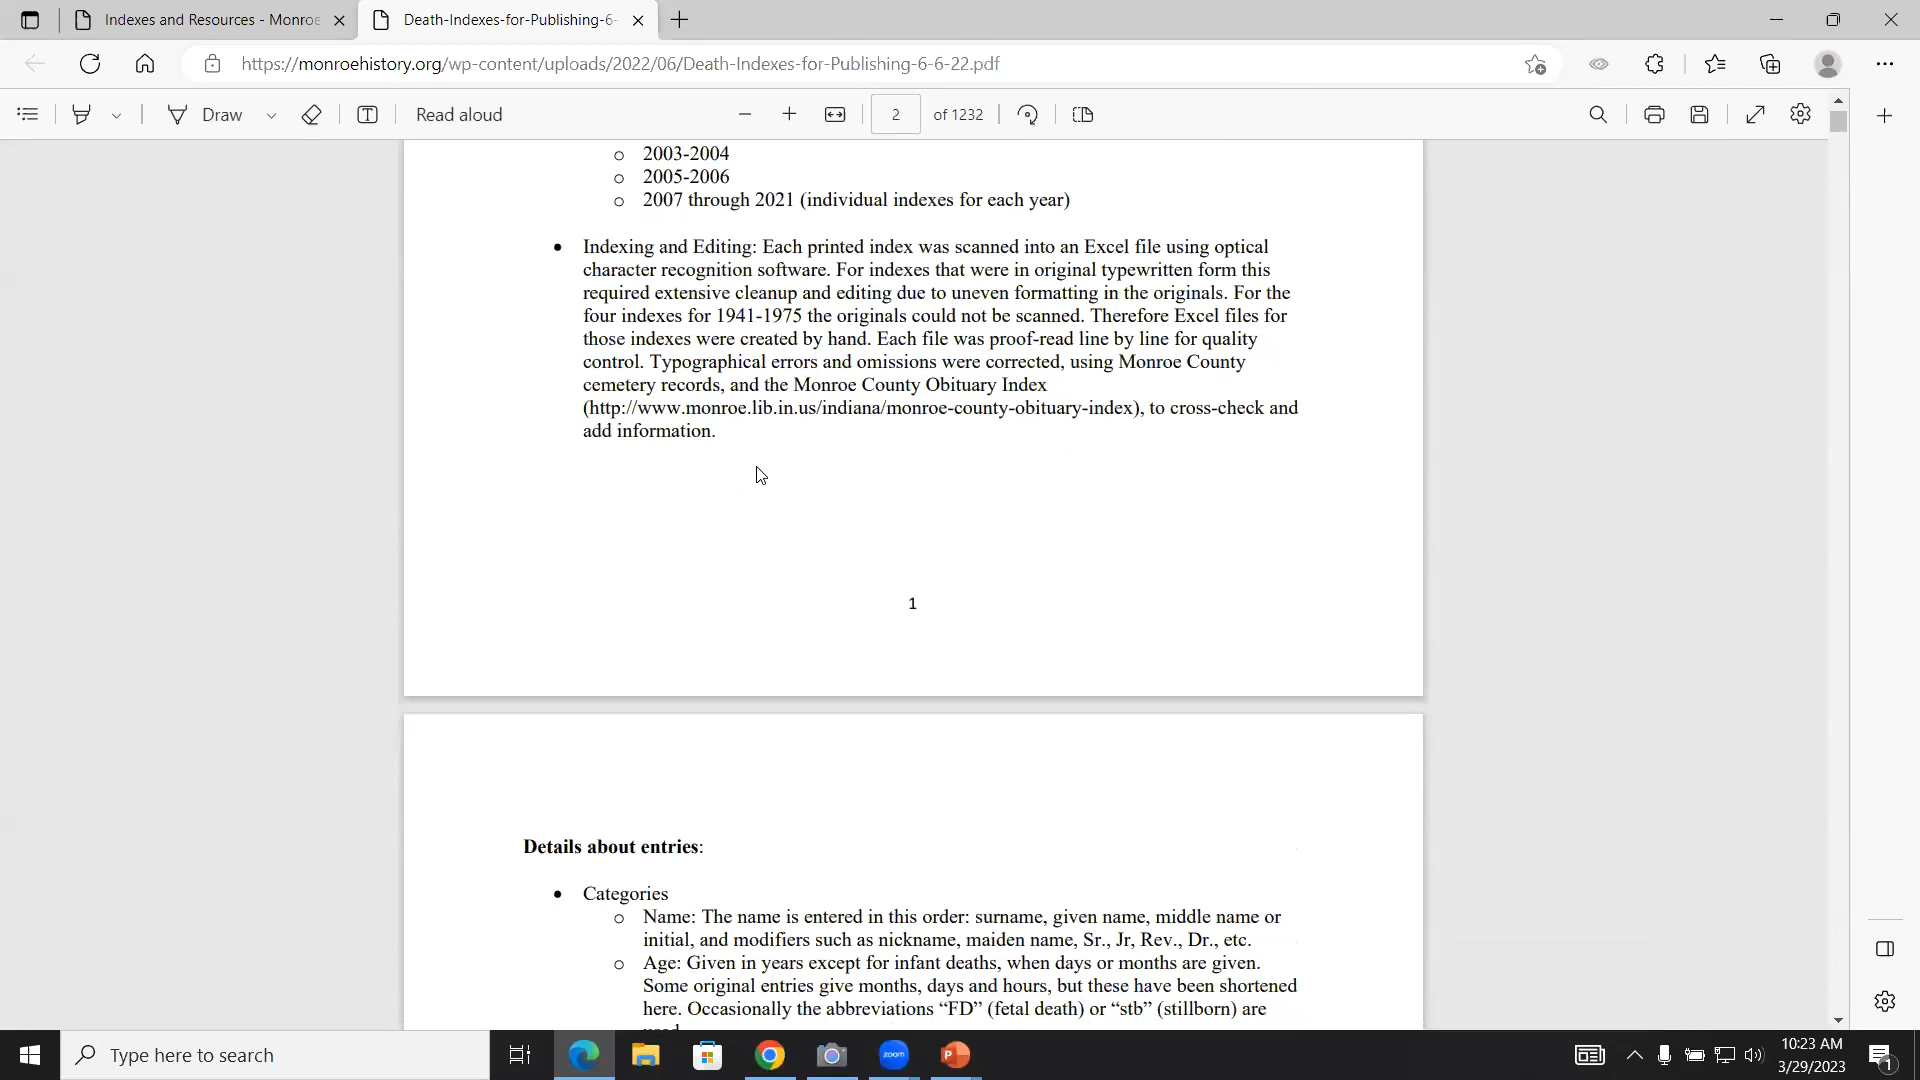 Indexes and Resources - Monroe
Death-Indexes-for-Publishing-6-
https://monroehistory.org/wp-content/uploads/2022/06/Death-Indexes-for-Publishing-6-6-22.pdf
Draw
Read aloud
2 of 1232
o 2003-2004
o 2005-2006
o 2007 through 2021 (individual indexes for each year)
• Indexing and Editing: Each printed index was scanned into an Excel file using optical
character recognition software. For indexes that were in original typewritten form this
required extensive cleanup and editing due to uneven formatting in the originals. For the
four indexes for 1941-1975 the originals could not be scanned. Therefore Excel files for
those indexes were created by hand. Each file was proof-read line by line for quality
control. Typographical errors and omissions were corrected, using Monroe County
cemetery records, and the Monroe County Obituary Index
(http://www.monroe.lib.in.us/indiana/monroe-county-obituary-index), to cross-check and
add information.
1
Details about entries:
• Categories
o Name: The name is entered in this order: surname, given name, middle name or
initial, and modifiers such as nickname, maiden name, Sr., Jr, Rev., Dr., etc.
o Age: Given in years except for infant deaths, when days or months are given.
Some original entries give months, days and hours, but these have been shortened
here. Occasionally the abbreviations “FD” (fetal death) or “stb” (stillborn) are
Type here to search
zoom
10:23 AM
3/29/2023
1